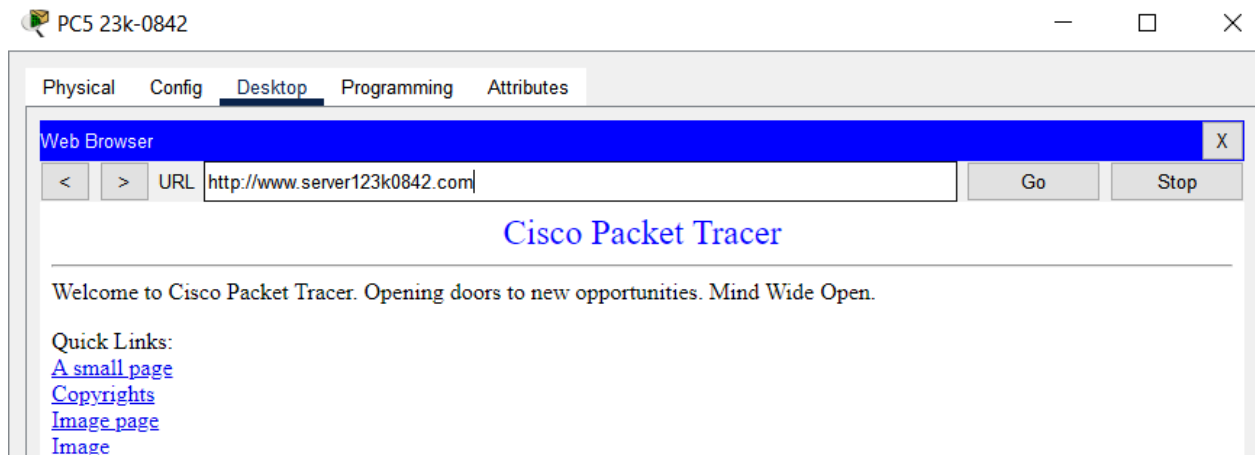 PC5 23k-0842
Physical Config Desktop Programming Attributes
Web Browser X
< > URL http://www.server123k0842.com Go Stop
Cisco Packet Tracer
Welcome to Cisco Packet Tracer. Opening doors to new opportunities. Mind Wide Open.
Quick Links:
A small page
Copyrights
Image page
Image